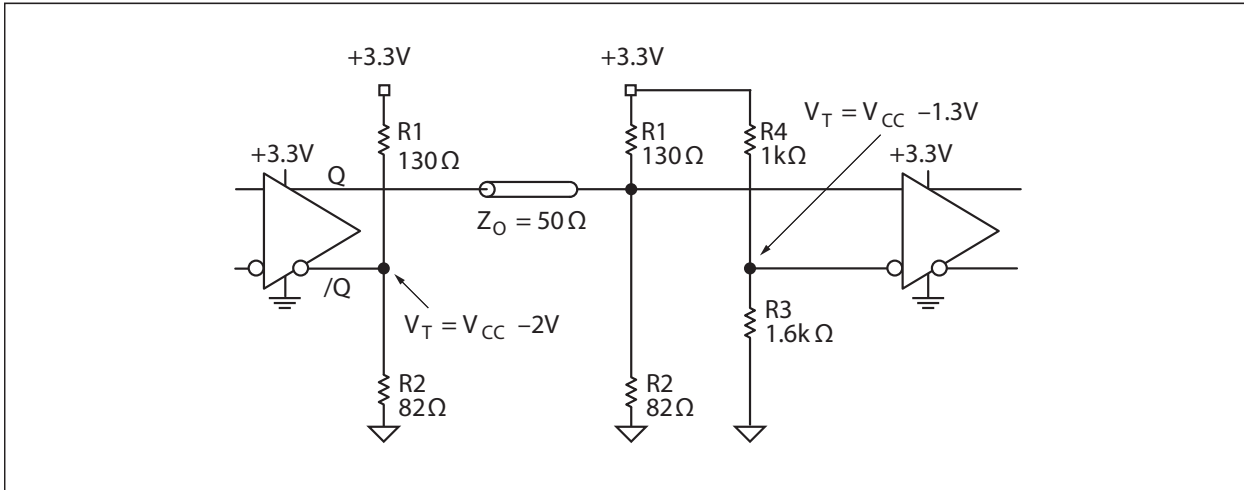 +3.3V
+3.3V
R1
130Ω
R1
130Ω
R4
1kΩ
V_T = V_CC –1.3V
+3.3V
+3.3V
Q
Z_O = 50Ω
/Q
V_T = V_CC –2V
R3
1.6kΩ
R2
82Ω
R2
82Ω